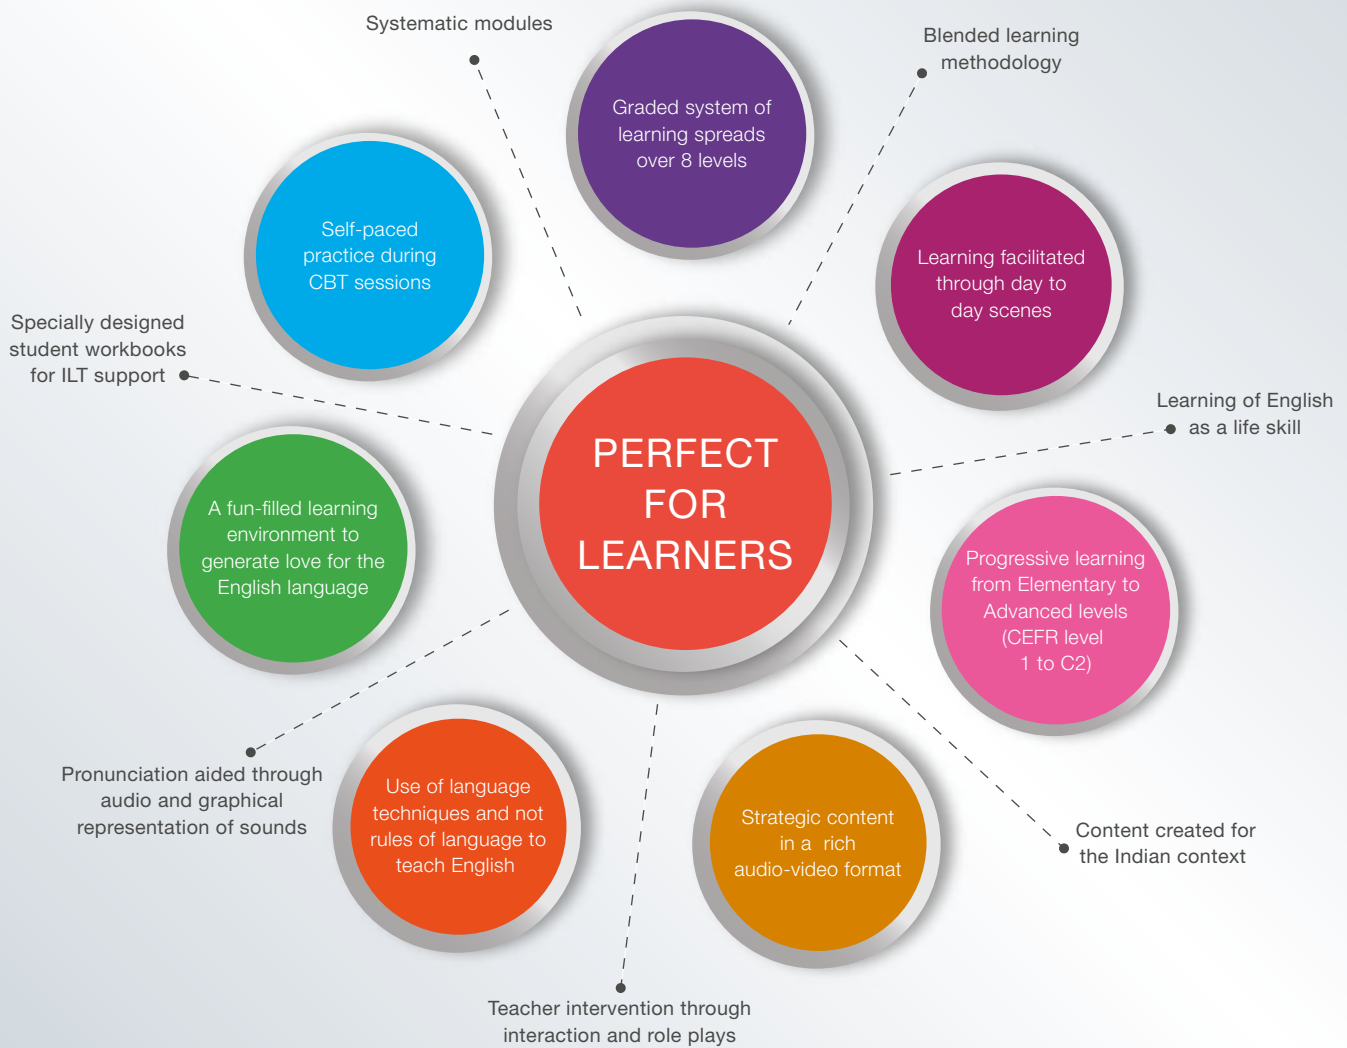 Systematic modules
Blended learning
methodology
Graded system of
learning spreads
over 8 levels
Self-paced
practice during
CBT sessions
Learning facilitated
through day to
day scenes
Specially designed
student workbooks
for ILT support
Learning of English
as a life skill
PERFECT
FOR
LEARNERS
A fun-filled learning
environment to
generate love for the
English language
Progressive learning
from Elementary to
Advanced levels
(CEFR level
1 to C2)
Pronunciation aided through
audio and graphical
representation of sounds
Use of language
techniques and not
rules of language to
teach English
Strategic content
in a rich
audio-video format
Content created for
the Indian context
Teacher intervention through
interaction and role plays